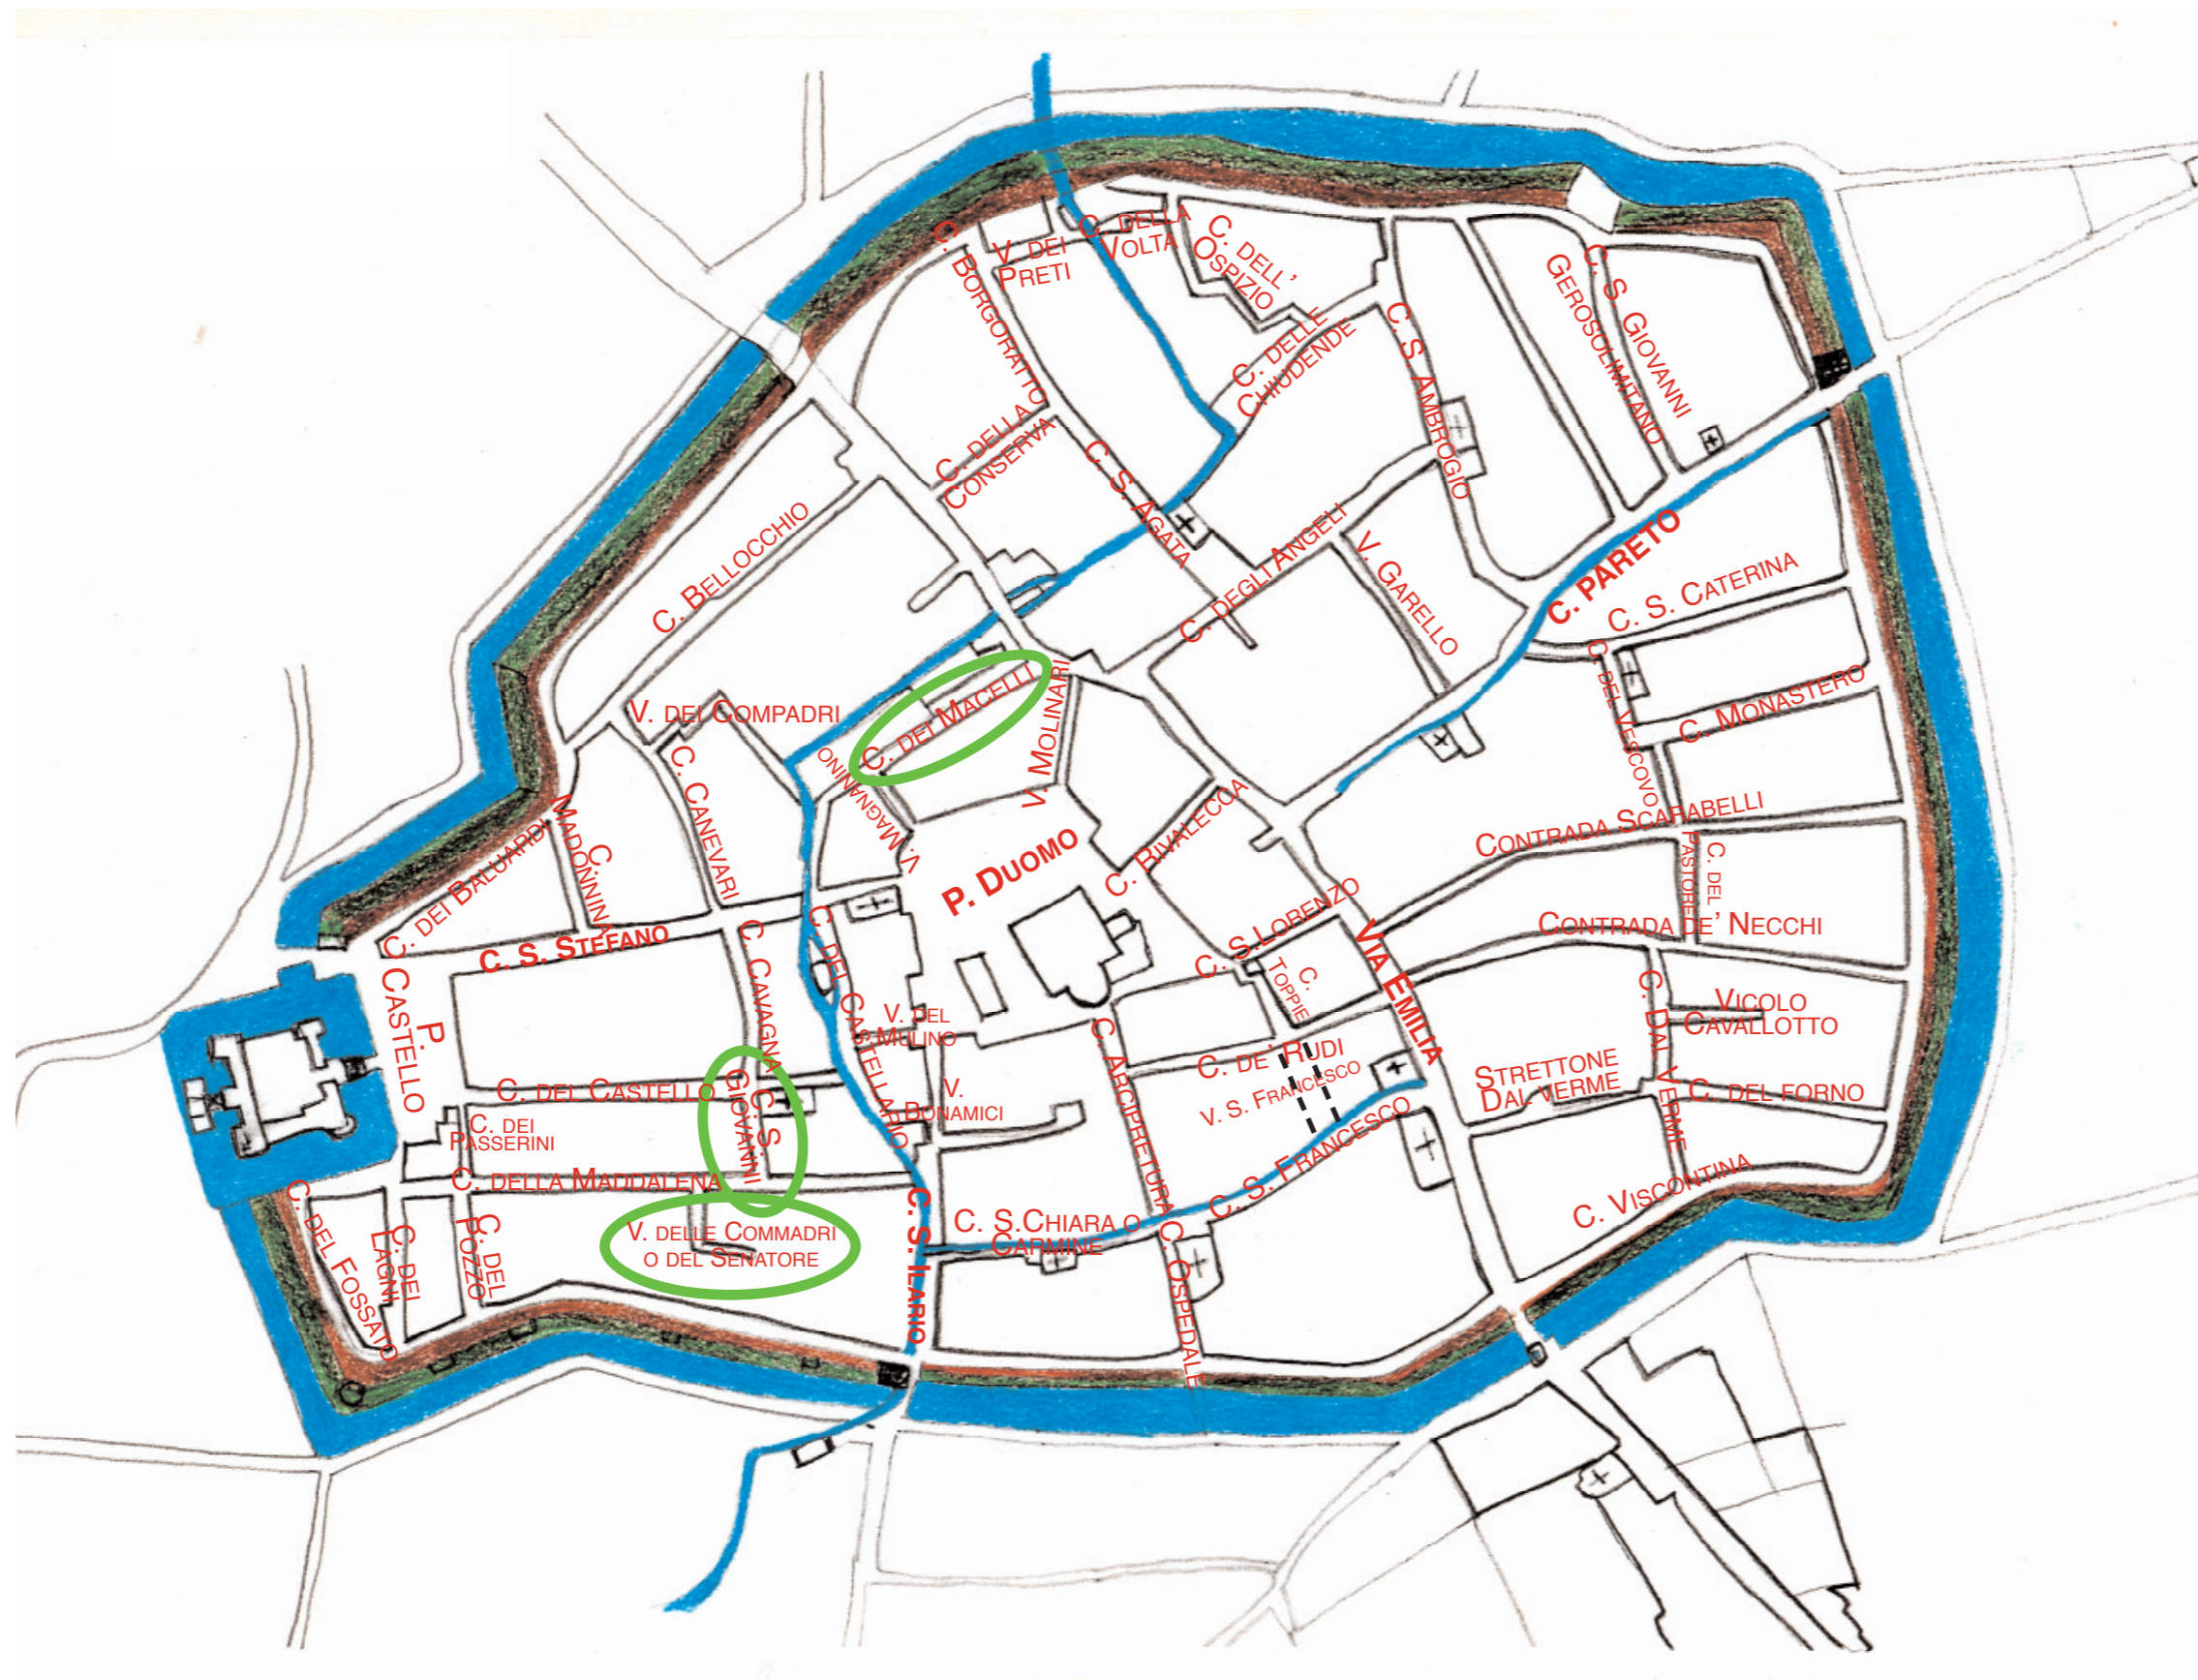 C. BORGORATTO
V. DEI
PRETI
C. DELLA
VOLTA
C. DELL'
OSPIZIO
C. DELLE
CHIUDENDE
C. S. AMBROGIO
C. S. GIOVANNI
GEROSOLIMITANO
C. DELLA
CONSERVA
C. S. AGATA
C. BELLOCCHIO
C. DEGLI ANGELI
V. GARELLO
C. PARETO
C. S. CATERINA
C. DEL VESCOVO
C. MONASTERO
V. DEI COMPADRI
C. DEI MACELLI
V. MOLINARI
V. MAGNANINO
C. CANEVARI
C.
MADONNINA
C. DEI BALUARDI
C. S. STEFANO
P. DUOMO
C. RIVALECCA
CONTRADA SCARABELLI
C. DEL
PASTORE
C. S.LORENZO
C.
TOPPIE
VIA EMILIA
CONTRADA DE' NECCHI
P.
CASTELLO
C. CAVAGNA
C. DEL CASTELLARIO
V. DEL
MULINO
V.
BONAMICI
C. ARCIPRETURA
C. DE' RUDI
V. S. FRANCESCO
C. S. FRANCESCO
C. DAL VERME
VICOLO
CAVALLOTTO
STRETTONE
DAL VERME
C. DEL FORNO
C. VISCONTINA
C. DEL CASTELLO
C. S.
GIOVANNI
C. DEI
PASSERINI
C. DELLA MADDALENA
C. DEL FOSSATO
C. DEI
LAGNI
C. DEL
POZZO
V. DELLE COMMADRI
O DEL SENATORE
C. S. ILARIO
C. S.CHIARA O
CARMINE
C. OSPEDALE